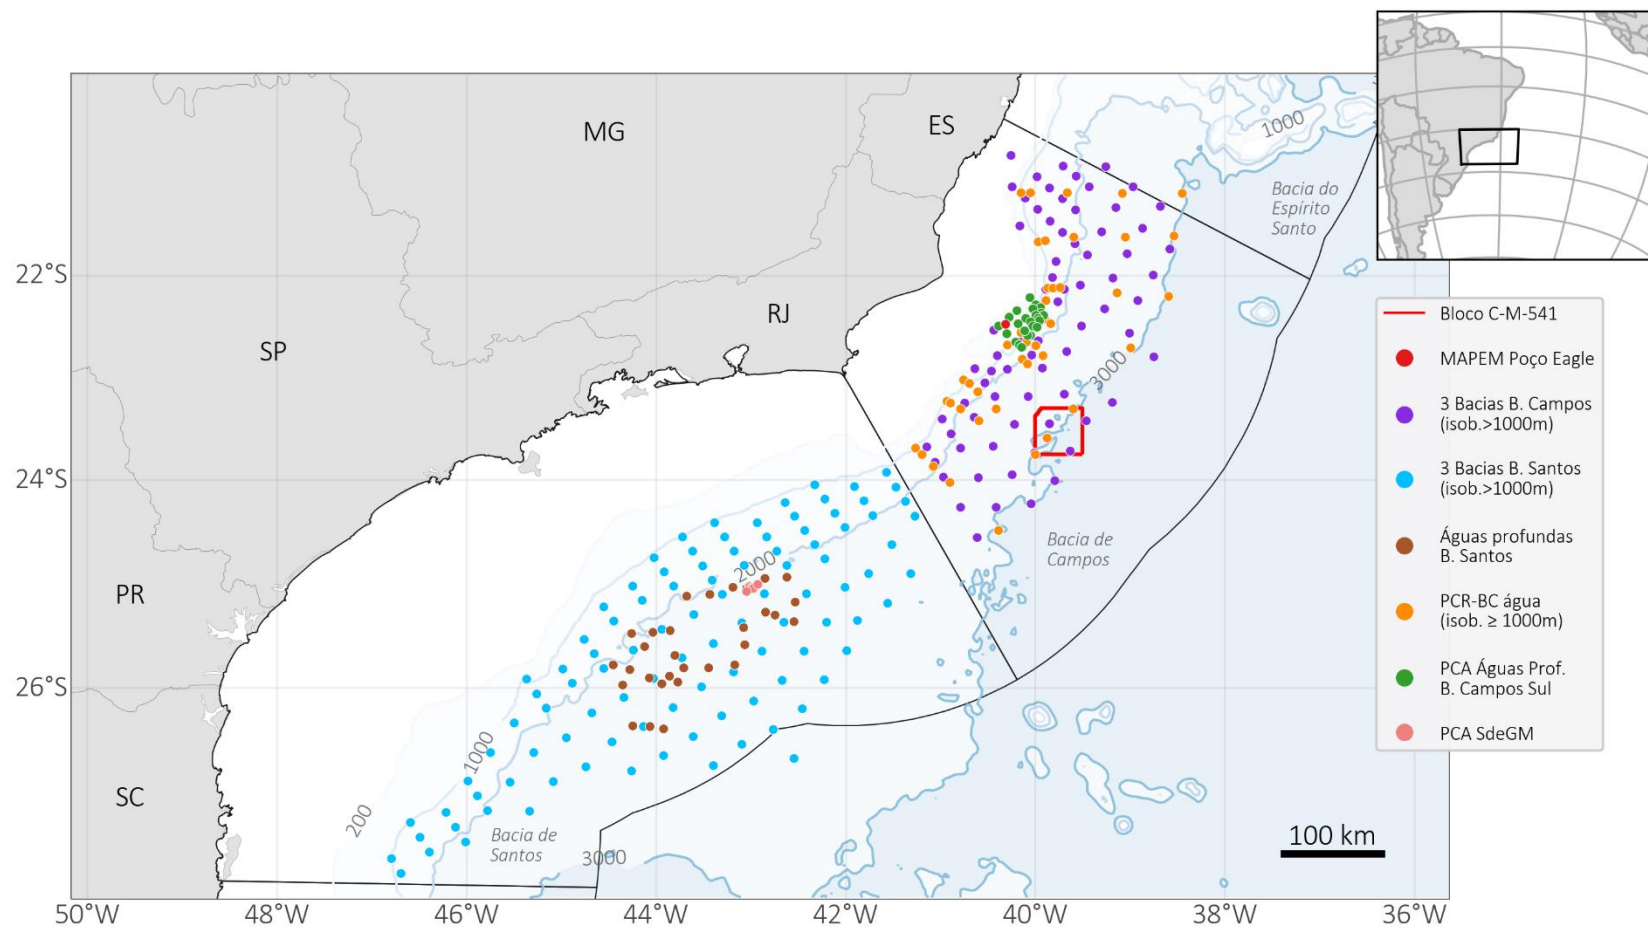 MG
ES
1000
Bacia do
Espírito
Santo
22°S
RJ
SP
3000
Bloco C-M-541
MAPEM Poço Eagle
3 Bacias B. Campos
(isob.>1000m)
3 Bacias B. Santos
(isob.>1000m)
Águas profundas
B. Santos
PCR-BC água
(isob. ≥ 1000m)
PCA Águas Prof.
B. Campos Sul
PCA SdeGM
24°S
Bacia de
Campos
2000
PR
26°S
1000
SC
200
Bacia de
Santos
3000
100 km
50°W
48°W
46°W
44°W
42°W
40°W
38°W
36°W